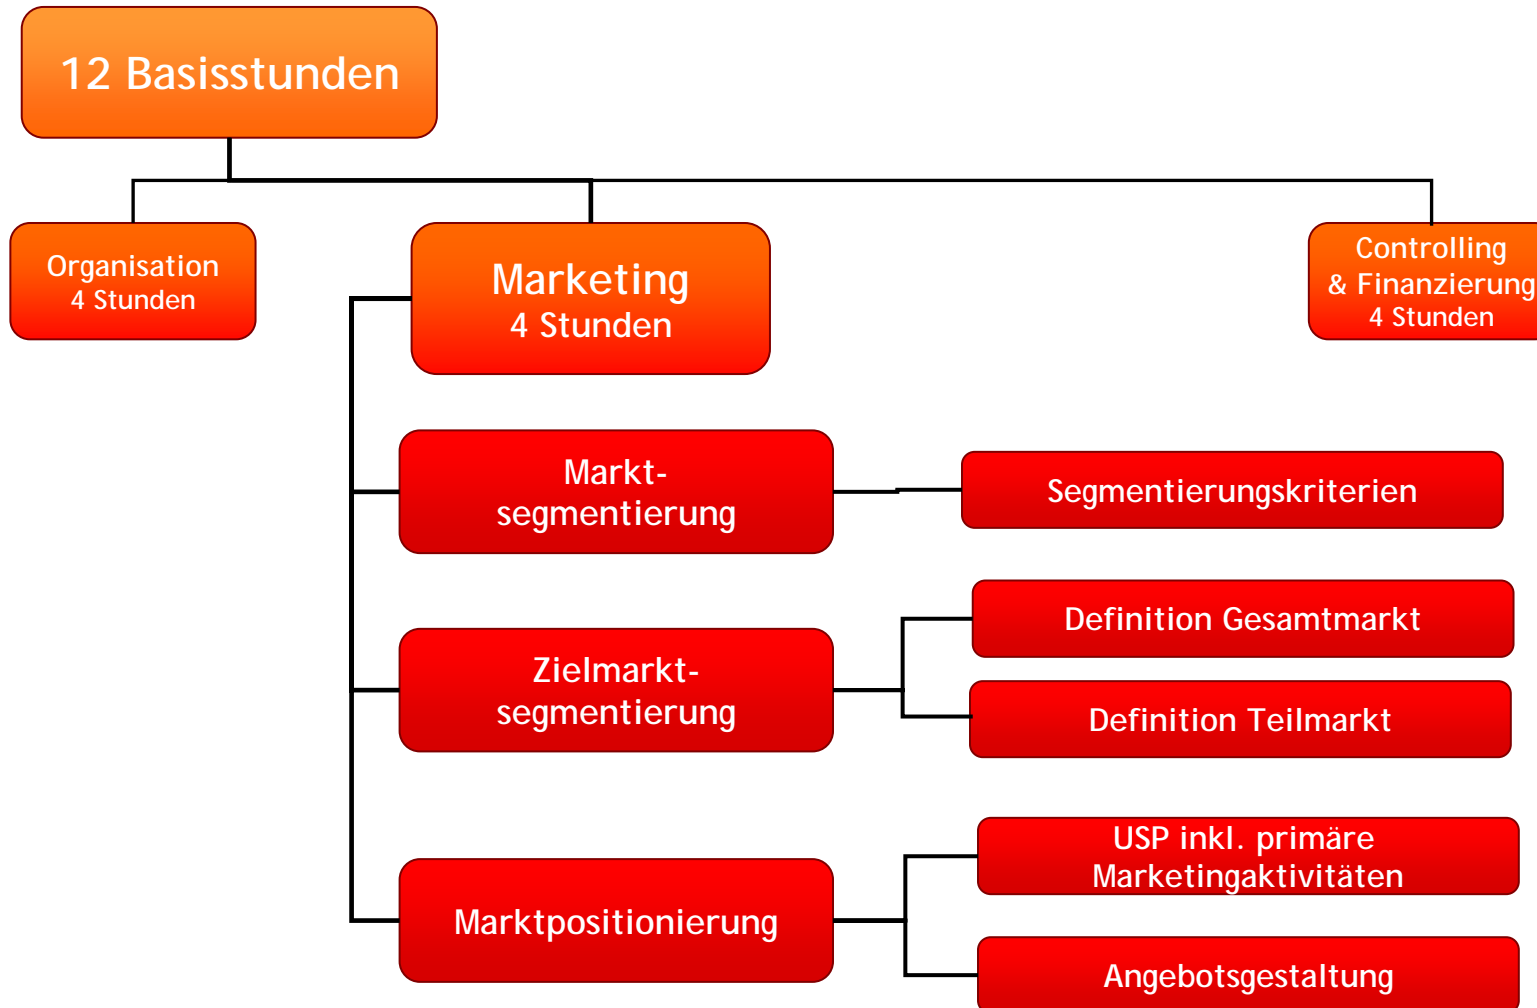 12 Basisstunden
Organisation
4 Stunden
Marketing
4 Stunden
Controlling
& Finanzierung
4 Stunden
Markt-
segmentierung
Segmentierungskriterien
Zielmarkt-
segmentierung
Definition Gesamtmarkt
Definition Teilmarkt
Marktpositionierung
USP inkl. primäre
Marketingaktivitäten
Angebotsgestaltung